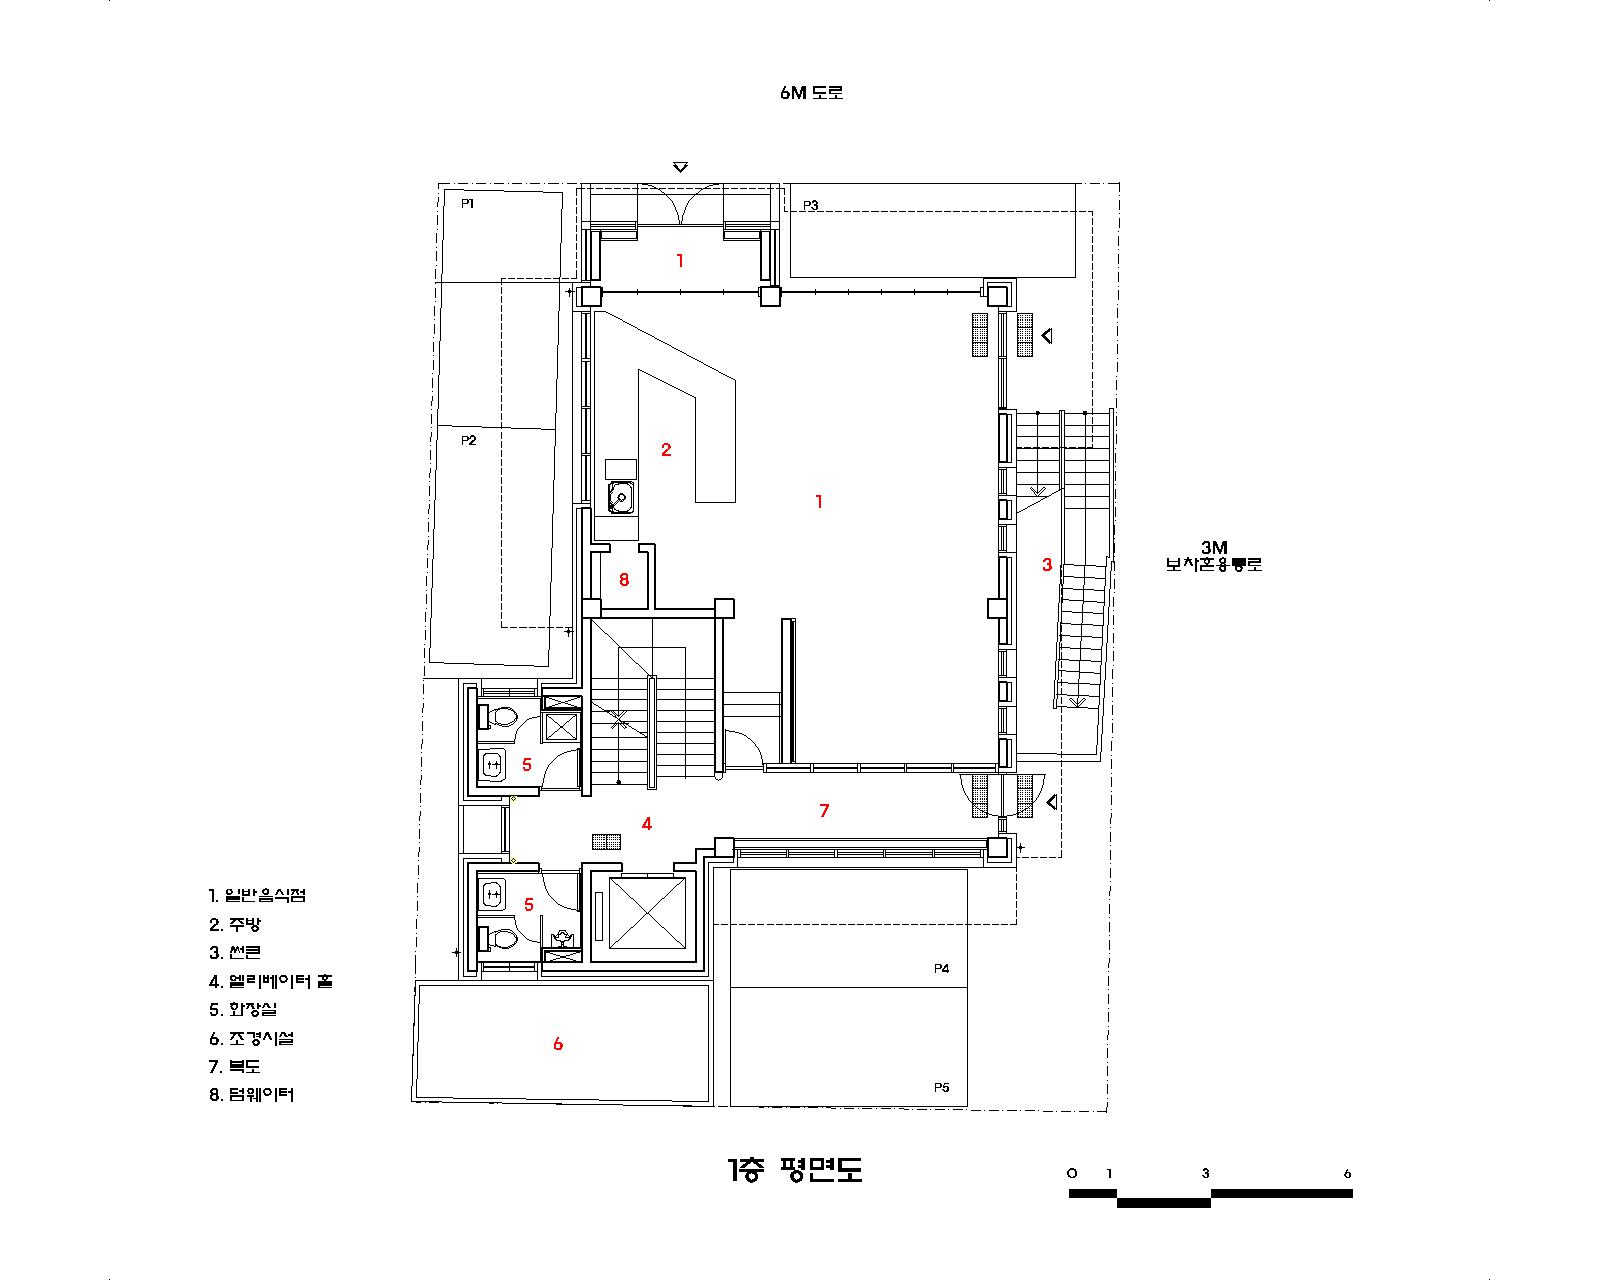 6M 도로
P1
P3
1
P2
2
1
3M
보차혼용통로
3
8
5
7
4
1. 일반음식점
5
2. 주방
3. 썬큰
P4
4. 엘리베이터 홀
5. 화장실
6. 조경시설
6
7. 복도
P5
8. 덤웨이터
1층 평면도
0 1 3 6